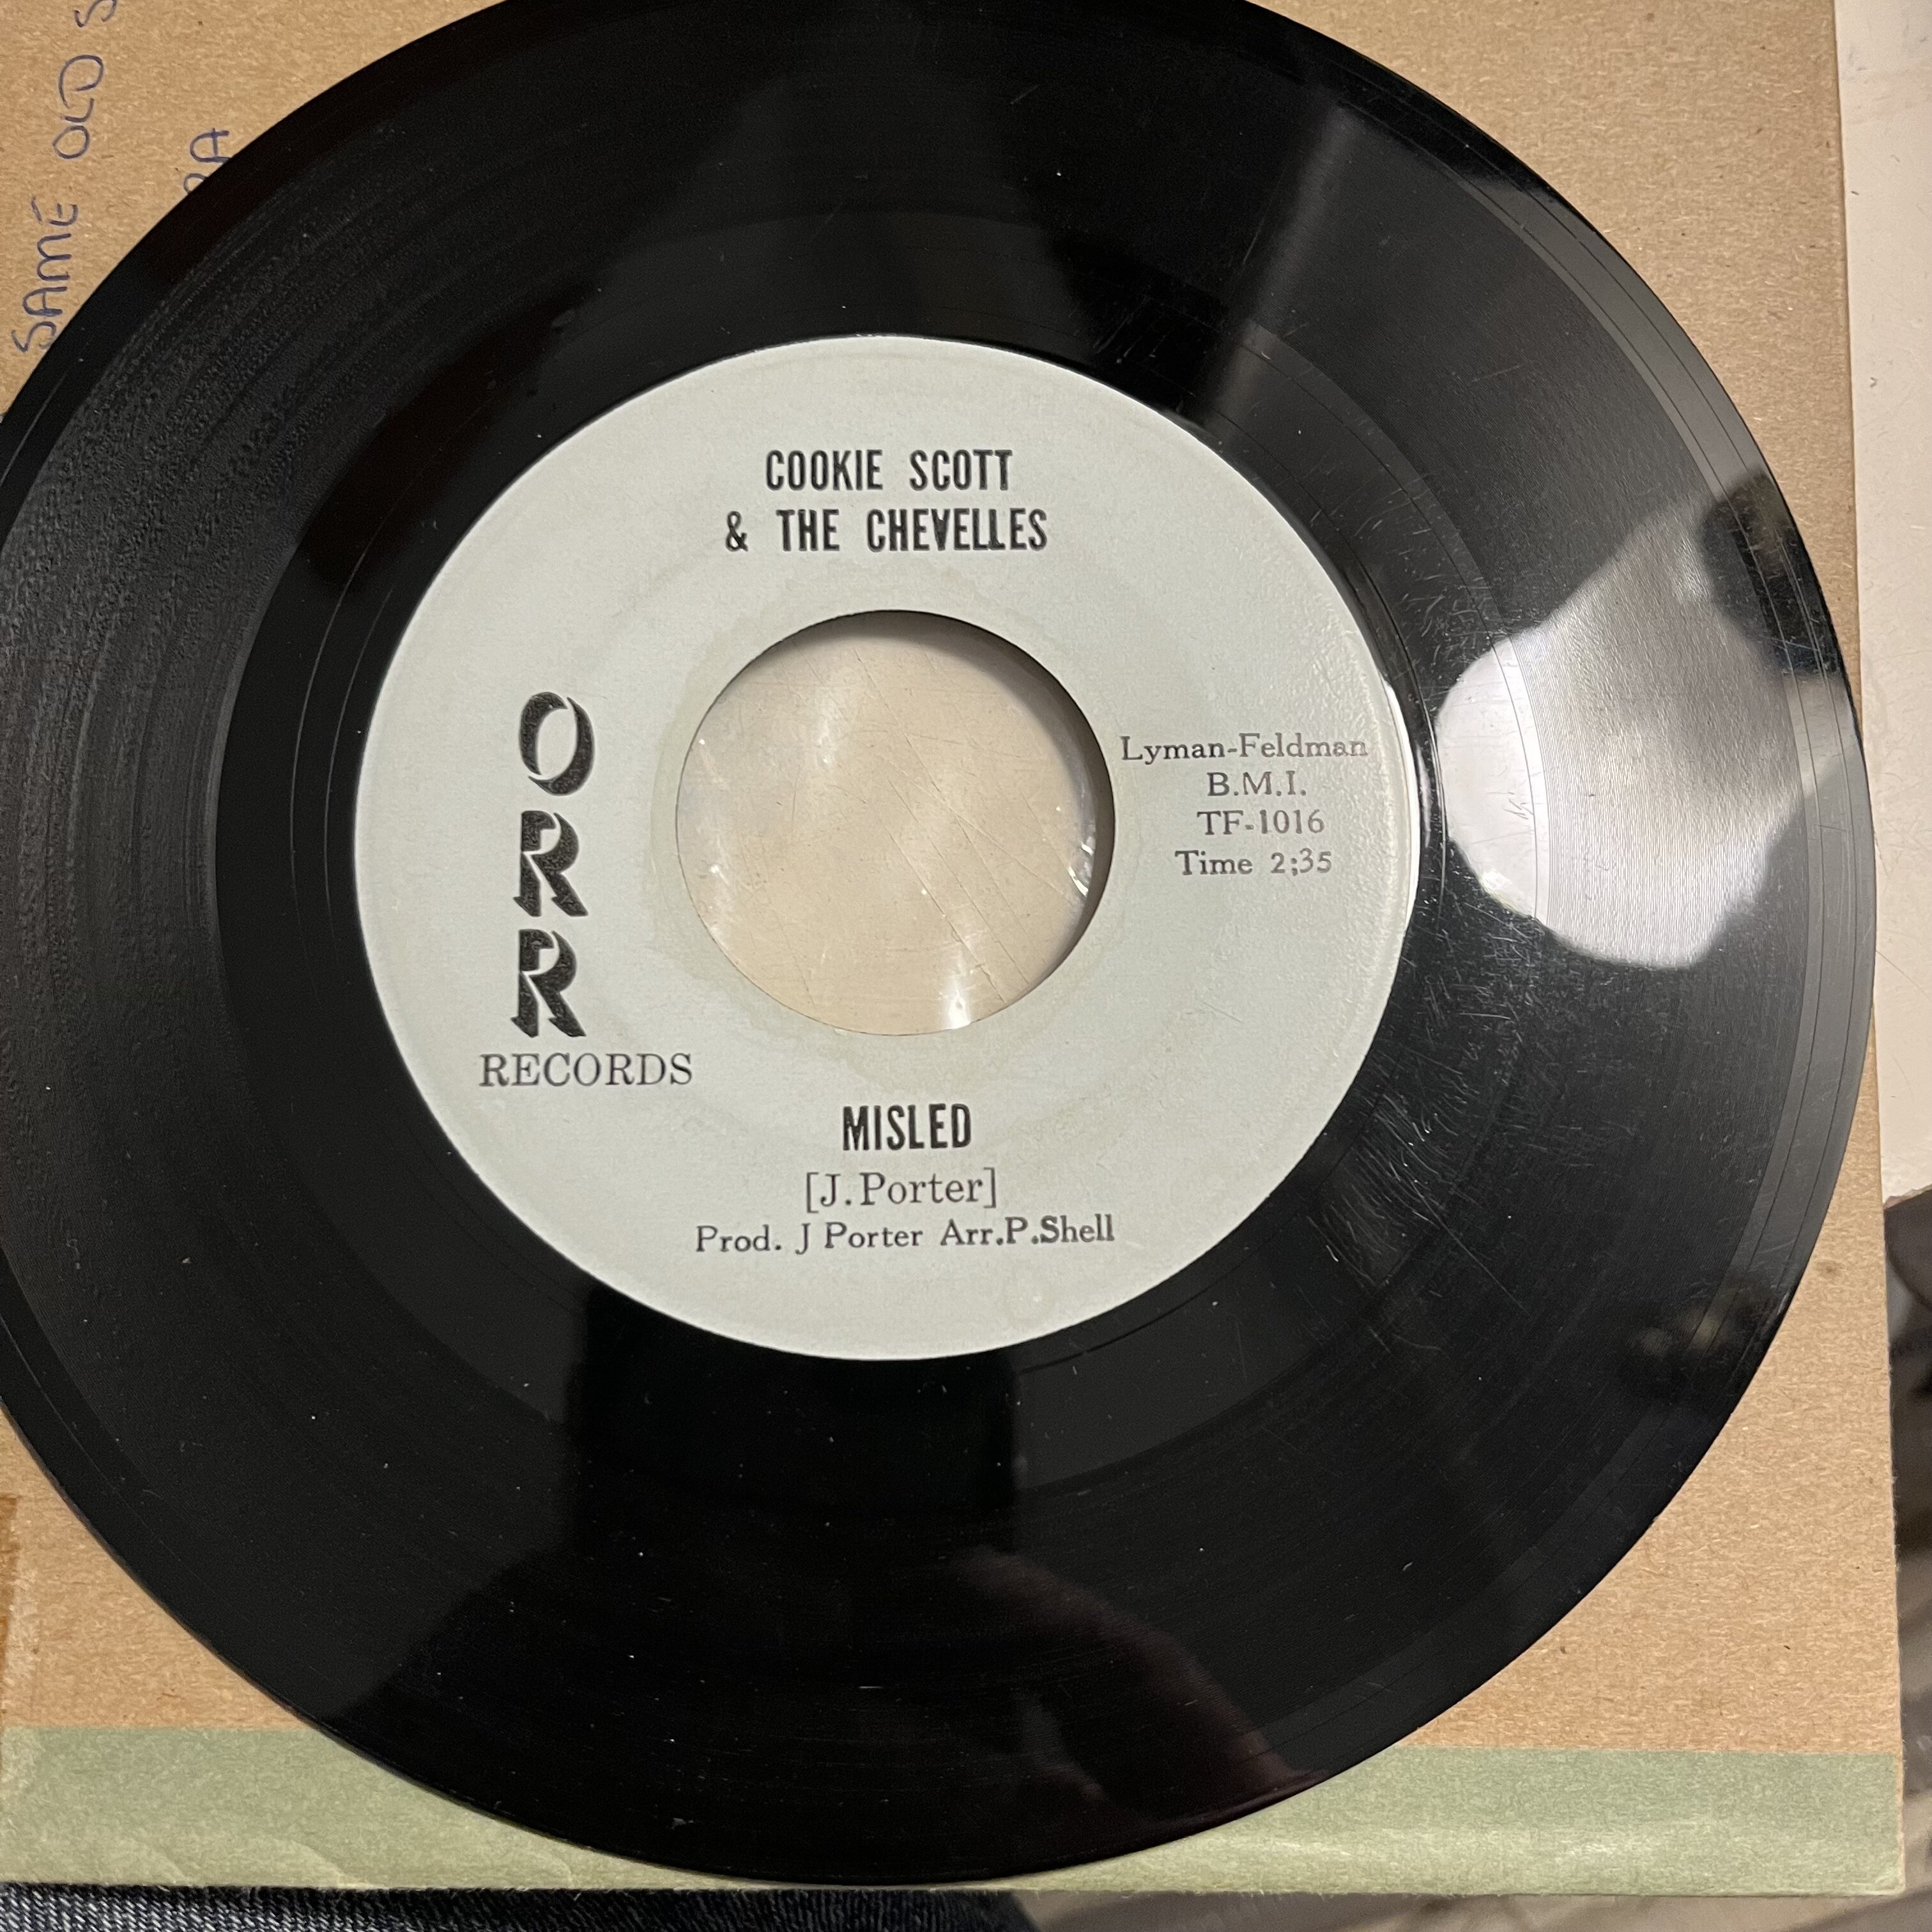 SAME OLD
COOKIE SCOTT
& THE CHEVELLES
ORR
RECORDS
Lyman-Feldman
B.M.I.
TF-1016
Time 2;35
MISLED
[J.Porter]
Prod. J Porter Arr.P.Shell